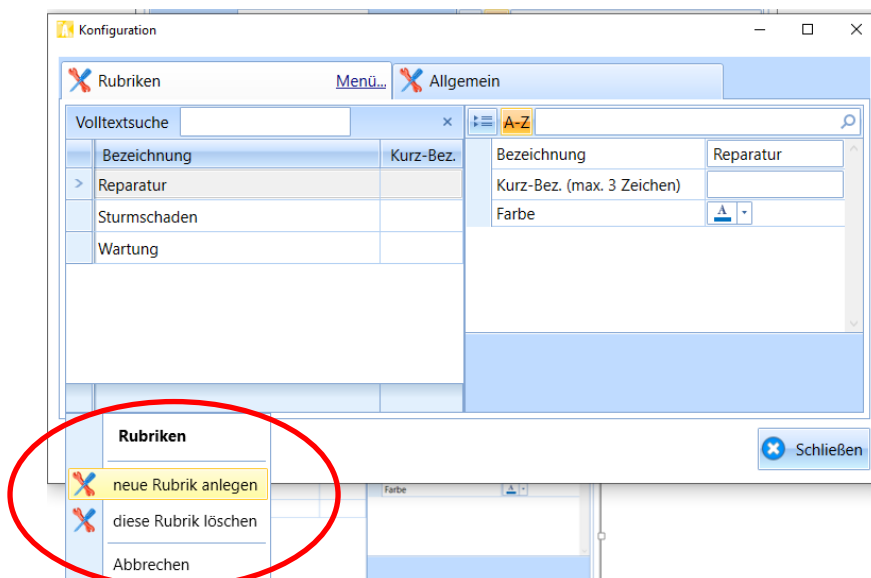 Konfiguration
Rubriken Menü... Allgemein
Volltextsuche × A-Z
Bezeichnung Kurz-Bez. Bezeichnung Reparatur
Reparatur Kurz-Bez. (max. 3 Zeichen)
Sturmschaden Farbe A
Wartung
Rubriken
Schließen
neue Rubrik anlegen
Farbe A
diese Rubrik löschen
Abbrechen